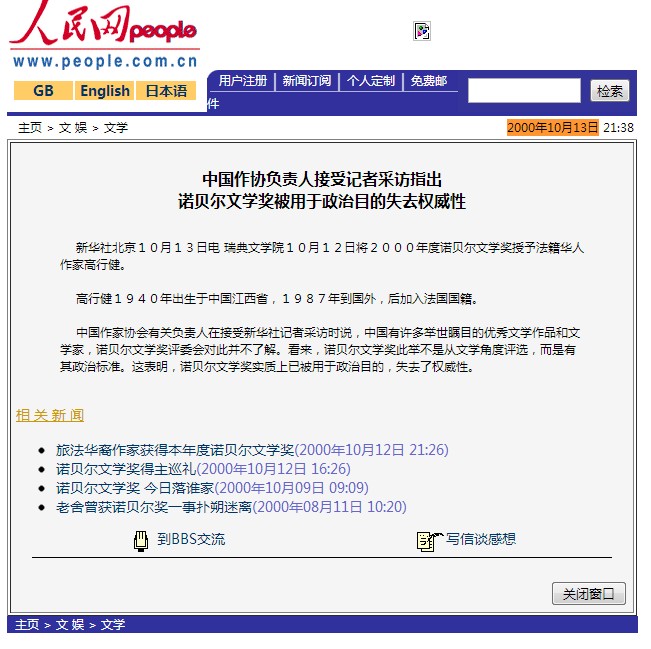 人民网people
www.people.com.cn
GB English 日本语
用户注册 新闻订阅 个人定制 免费邮
件
检索
主页 > 文 娱 > 文学 2000年10月13日 21:38
中国作协负责人接受记者采访指出
诺贝尔文学奖被用于政治目的失去权威性
新华社北京１０月１３日电 瑞典文学院１０月１２日将２０００年度诺贝尔文学奖授予法籍华人
作家高行健。
高行健１９４０年出生于中国江西省，１９８７年到国外，后加入法国国籍。
中国作家协会有关负责人在接受新华社记者采访时说，中国有许多举世瞩目的优秀文学作品和文
学家，诺贝尔文学奖评委会对此并不了解。看来，诺贝尔文学奖此举不是从文学角度评选，而是有
其政治标准。这表明，诺贝尔文学奖实质上已被用于政治目的，失去了权威性。
相 关 新 闻
旅法华裔作家获得本年度诺贝尔文学奖(2000年10月12日 21:26)
诺贝尔文学奖得主巡礼(2000年10月12日 16:26)
诺贝尔文学奖 今日落谁家(2000年10月09日 09:09)
老舍曾获诺贝尔奖一事扑朔迷离(2000年08月11日 10:20)
到BBS交流 写信谈感想
关闭窗口
主页 > 文 娱 > 文学